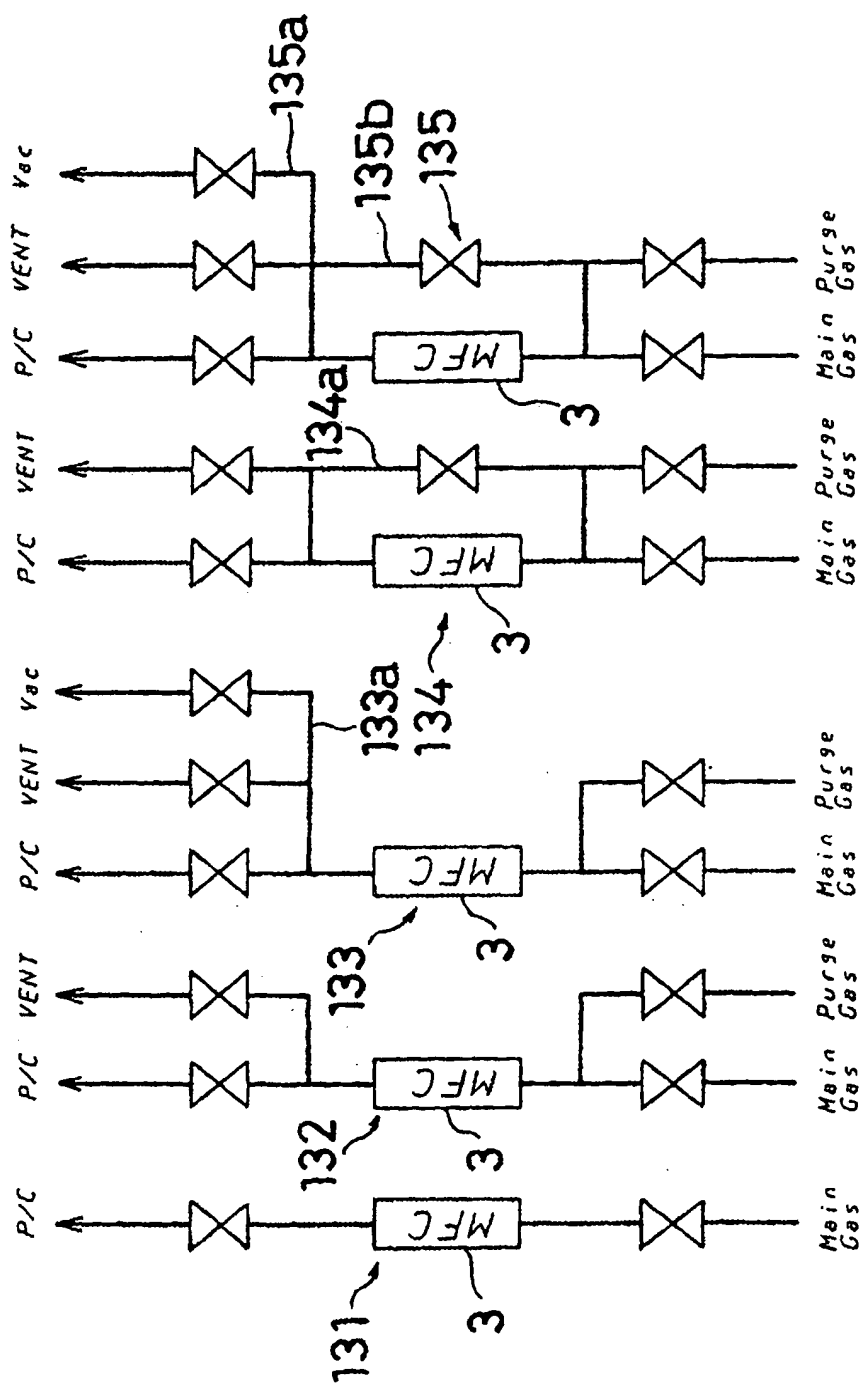 P/C
P/C VENT
P/C VENT Vac
P/C VENT
P/C VENT Vac
131
MFC
3
132
MFC
3
133
133a
MFC
3
134
134a
MFC
3
135
135a
135b
MFC
3
Main
Gas
Main Purge
Gas Gas
Main Purge
Gas Gas
Main Purge
Gas Gas
Main Purge
Gas Gas